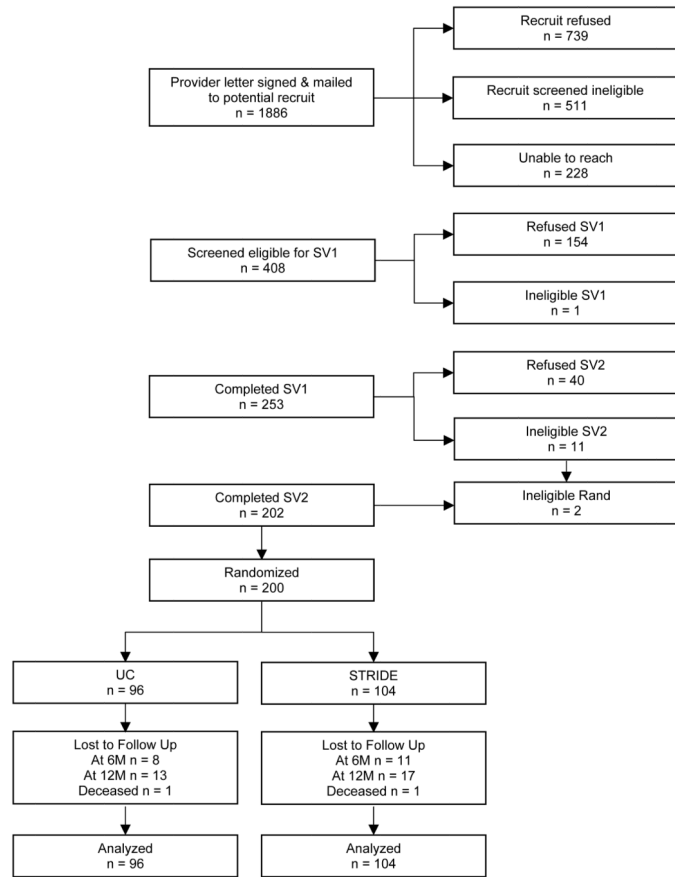 Recruit refused
n = 739
Provider letter signed & mailed
to potential recruit
n = 1886
Recruit screened ineligible
n = 511
Unable to reach
n = 228
Refused SV1
n = 154
Screened eligible for SV1
n = 408
Ineligible SV1
n = 1
Refused SV2
n = 40
Completed SV1
n = 253
Ineligible SV2
n = 11
Completed SV2
n = 202
Ineligible Rand
n = 2
Randomized
n = 200
UC
n = 96
STRIDE
n = 104
Lost to Follow Up
At 6M n = 8
At 12M n = 13
Deceased n = 1
Lost to Follow Up
At 6M n = 11
At 12M n = 17
Deceased n = 1
Analyzed
n = 96
Analyzed
n = 104